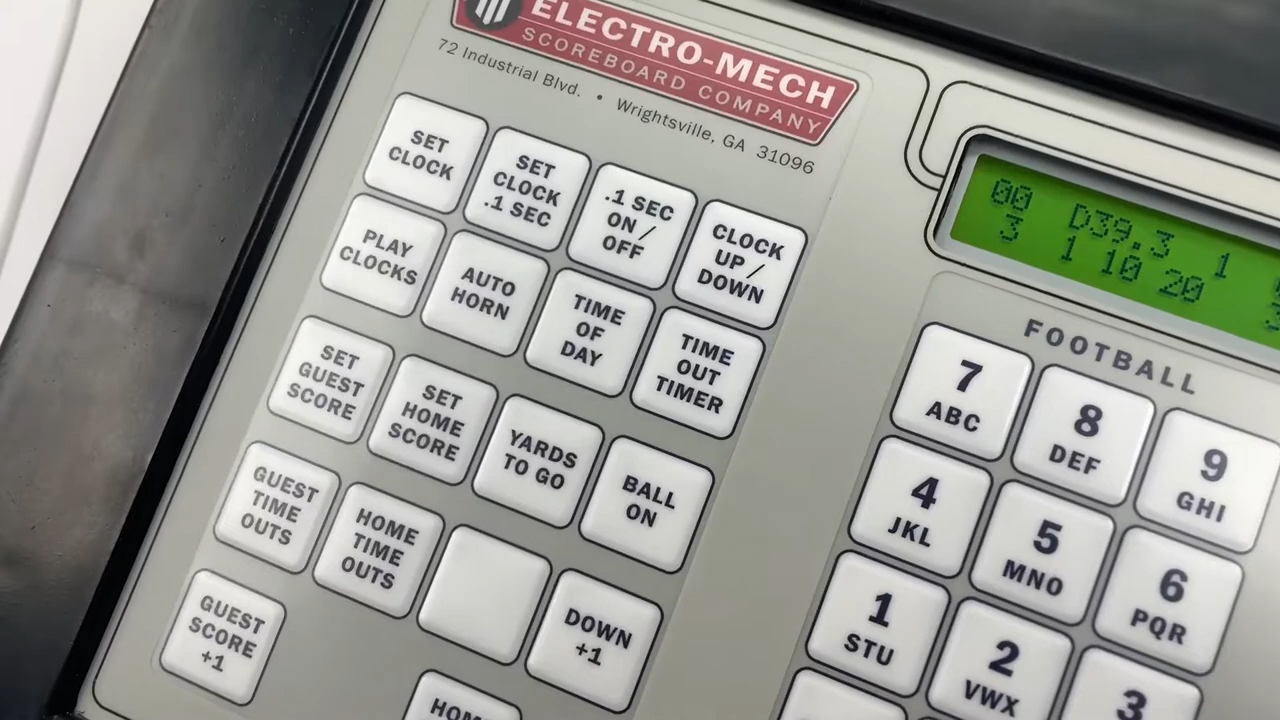 ELECTRO-MECH
SCOREBOARD COMPANY
72 Industrial Blvd. • Wrightsville, GA 31096
SET
CLOCK
SET
CLOCK
.1 SEC
.1 SEC
ON/
OFF
CLOCK
UP/
DOWN
PLAY
CLOCKS
AUTO
HORN
TIME
OF
DAY
TIME
OUT
TIMER
SET
GUEST
SCORE
SET
HOME
SCORE
YARDS
TO GO
BALL
ON
GUEST
TIME
OUTS
HOME
TIME
OUTS
DOWN
+1
GUEST
SCORE
+1
00 D39.3 1
3 1 10 20
FOOTBALL
7
ABC
8
DEF
9
GHI
4
JKL
5
MNO
6
PQR
1
STU
2
VWX
3